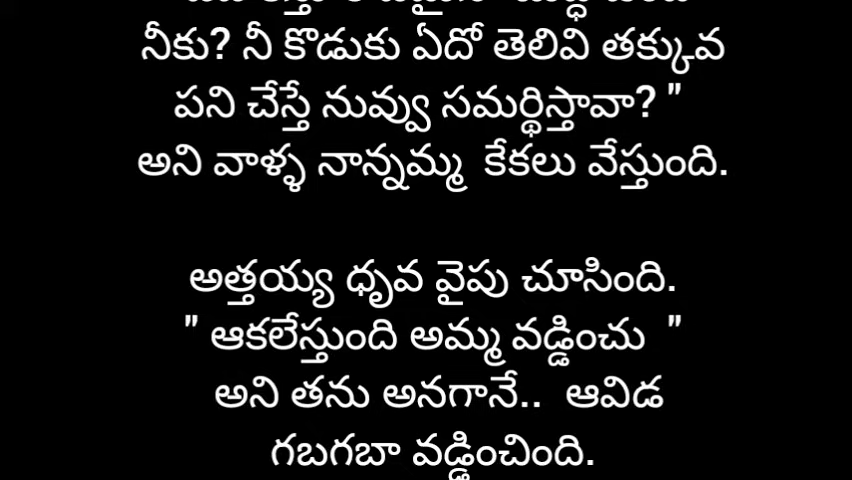 నీకు? నీ కొడుకు ఏదో తెలివి తక్కువ
పని చేస్తే నువ్వు సమర్థిస్తావా? "
అని వాళ్ళ నాన్నమ్మ  కేకలు వేస్తుంది.
అత్తయ్య ధృవ వైపు చూసింది.
" ఆకలేస్తుంది అమ్మ వడ్డించు  "
అని తను అనగానే..  ఆవిడ
గబగబా వడ్డించింది.